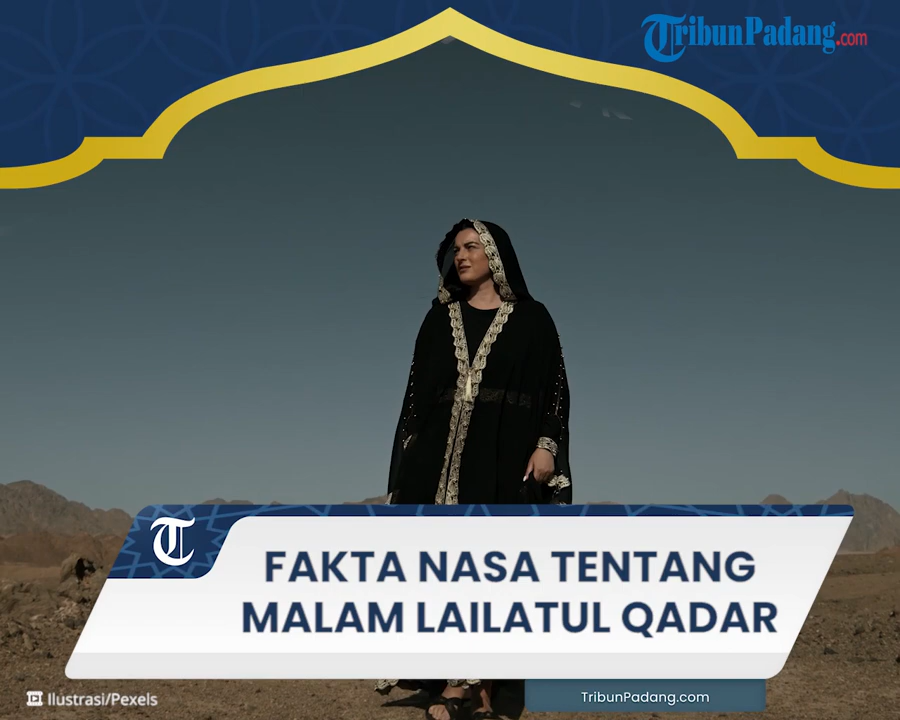 TribunPadang.com
T
FAKTA NASA TENTANG
MALAM LAILATUL QADAR
Ilustrasi/Pexels
TribunPadang.com